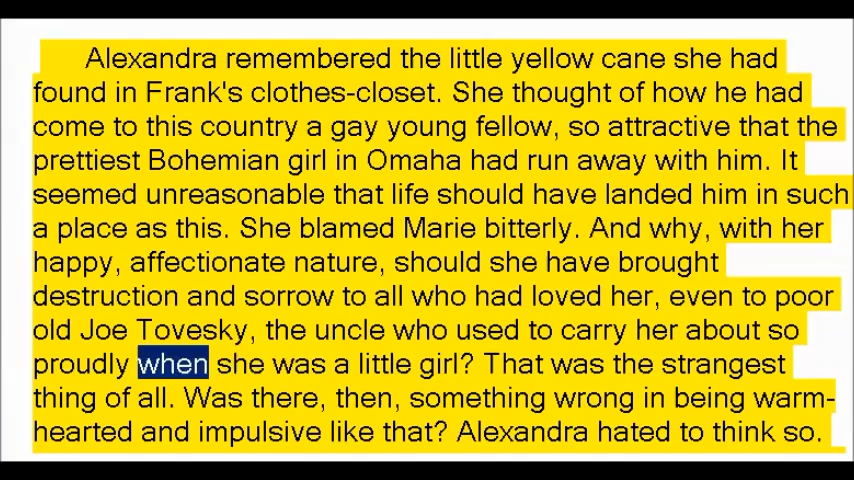 Alexandra remembered the little yellow cane she had
found in Frank's clothes-closet. She thought of how he had
come to this country a gay young fellow, so attractive that the
prettiest Bohemian girl in Omaha had run away with him. It
seemed unreasonable that life should have landed him in such
a place as this. She blamed Marie bitterly. And why, with her
happy, affectionate nature, should she have brought
destruction and sorrow to all who had loved her, even to poor
old Joe Tovesky, the uncle who used to carry her about so
proudly when she was a little girl? That was the strangest
thing of all. Was there, then, something wrong in being warm-
hearted and impulsive like that? Alexandra hated to think so.